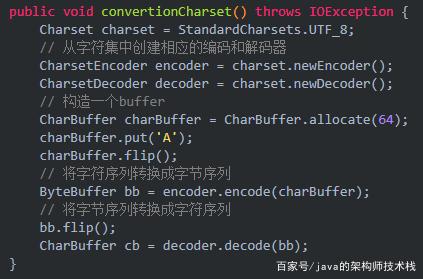 public void convertionCharset() throws IOException {
    Charset charset = StandardCharsets.UTF_8;
    // 从字符集中创建相应的编码和解码器
    CharsetEncoder encoder = charset.newEncoder();
    CharsetDecoder decoder = charset.newDecoder();
    // 构造一个buffer
    CharBuffer charBuffer = CharBuffer.allocate(64);
    charBuffer.put('A');
    charBuffer.flip();
    // 将字符序列转换成字节序列
    ByteBuffer bb = encoder.encode(charBuffer);
    // 将字节序列转换成字符序列
    bb.flip();
    CharBuffer cb = decoder.decode(bb);
}
百家号/java的架构师技术栈